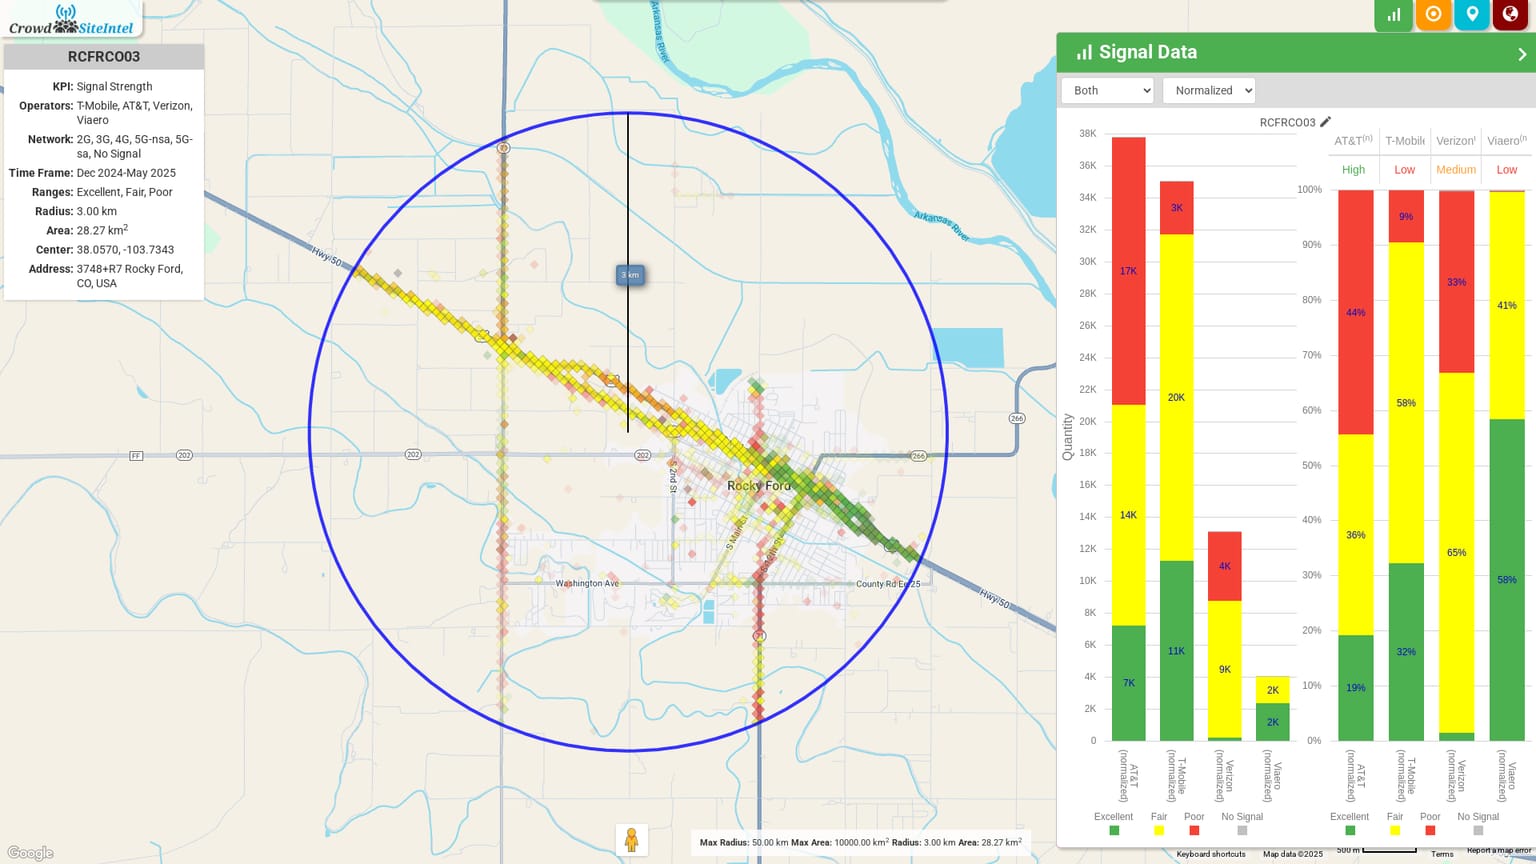 Crowd SiteIntel
RCFRCO03
KPI: Signal Strength
Operators: T-Mobile, AT&T, Verizon,
Viaero
Network: 2G, 3G, 4G, 5G-nsa, 5G-
sa, No Signal
Time Frame: Dec 2024-May 2025
Ranges: Excellent, Fair, Poor
Radius: 3.00 km
Area: 28.27 km2
Center: 38.0570, -103.7343
Address: 3748+R7 Rocky Ford,
CO, USA
Arkansas River
Arkansas River
Hwy 50
3 km
266
FF
202
202
202
266
S 2nd St
Rocky Ford
S Main St
Washington Ave
County Rd Ee 25
Hwy 50
71
Google
Max Radius: 50.00 km Max Area: 10000.00 km2 Radius: 3.00 km Area: 28.27 km2
Signal Data
Both
Normalized
RCFRCO03
Quantity
38K
36K
34K
32K
30K
28K
26K
24K
22K
20K
18K
16K
14K
12K
10K
8K
6K
4K
2K
0
17K
14K
7K
3K
20K
11K
4K
9K
2K
2K
AT&T
(normalized)
T-Mobile
(normalized)
Verizon
(normalized)
Viaero
(normalized)
Excellent
Fair
Poor
No Signal
AT&T(n)
T-Mobile
Verizon
Viaero(n
High
Low
Medium
Low
100%
90%
80%
70%
60%
50%
40%
30%
20%
10%
0%
44%
36%
19%
9%
58%
32%
33%
65%
41%
58%
AT&T
(normalized)
T-Mobile
(normalized)
Verizon
(normalized)
Viaero
(normalized)
Excellent
Fair
Poor
No Signal
Keyboard shortcuts
Map data ©2025
500 m
Terms
Report a map error